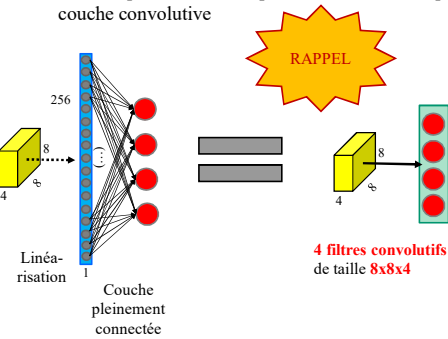 couche convolutive
RAPPEL
256
8
8
4
(...)
Linéa-
risation
1
Couche
pleinement
connectée
8
8
4
4 filtres convolutifs
de taille 8x8x4